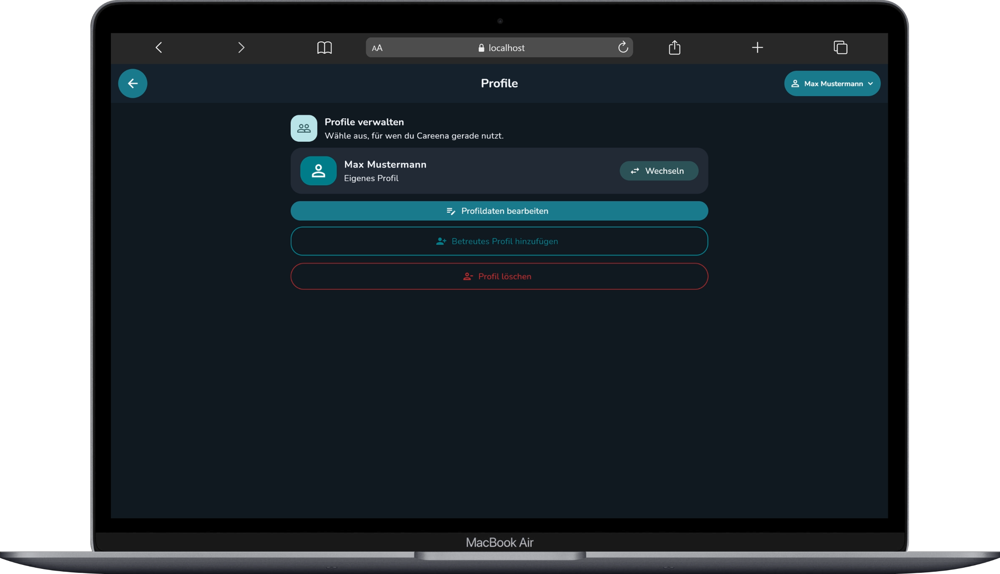 AA
localhost
Profile
Max Mustermann
Profile verwalten
Wähle aus, für wen du Careena gerade nutzt.
Max Mustermann
Eigenes Profil
Wechseln
Profildaten bearbeiten
Betreutes Profil hinzufügen
Profil löschen
MacBook Air